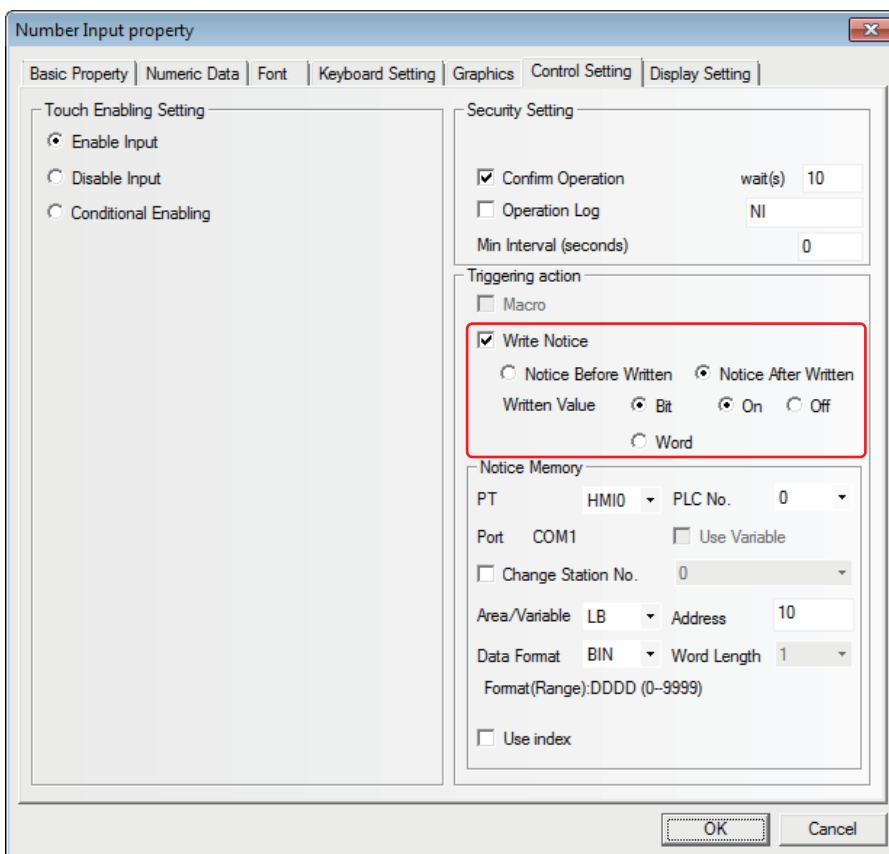 Number Input property
Basic Property Numeric Data Font Keyboard Setting Graphics Control Setting Display Setting
Touch Enabling Setting
Enable Input
Disable Input
Conditional Enabling
Security Setting
Confirm Operation wait(s) 10
Operation Log NI
Min Interval (seconds) 0
Triggering action
Macro
Write Notice
Notice Before Written Notice After Written
Written Value Bit On Off
Word
Notice Memory
PT HMI0 PLC No. 0
Port COM1 Use Variable
Change Station No. 0
Area/Variable LB Address 10
Data Format BIN Word Length 1
Format(Range):DDDD (0--9999)
Use index
OK Cancel